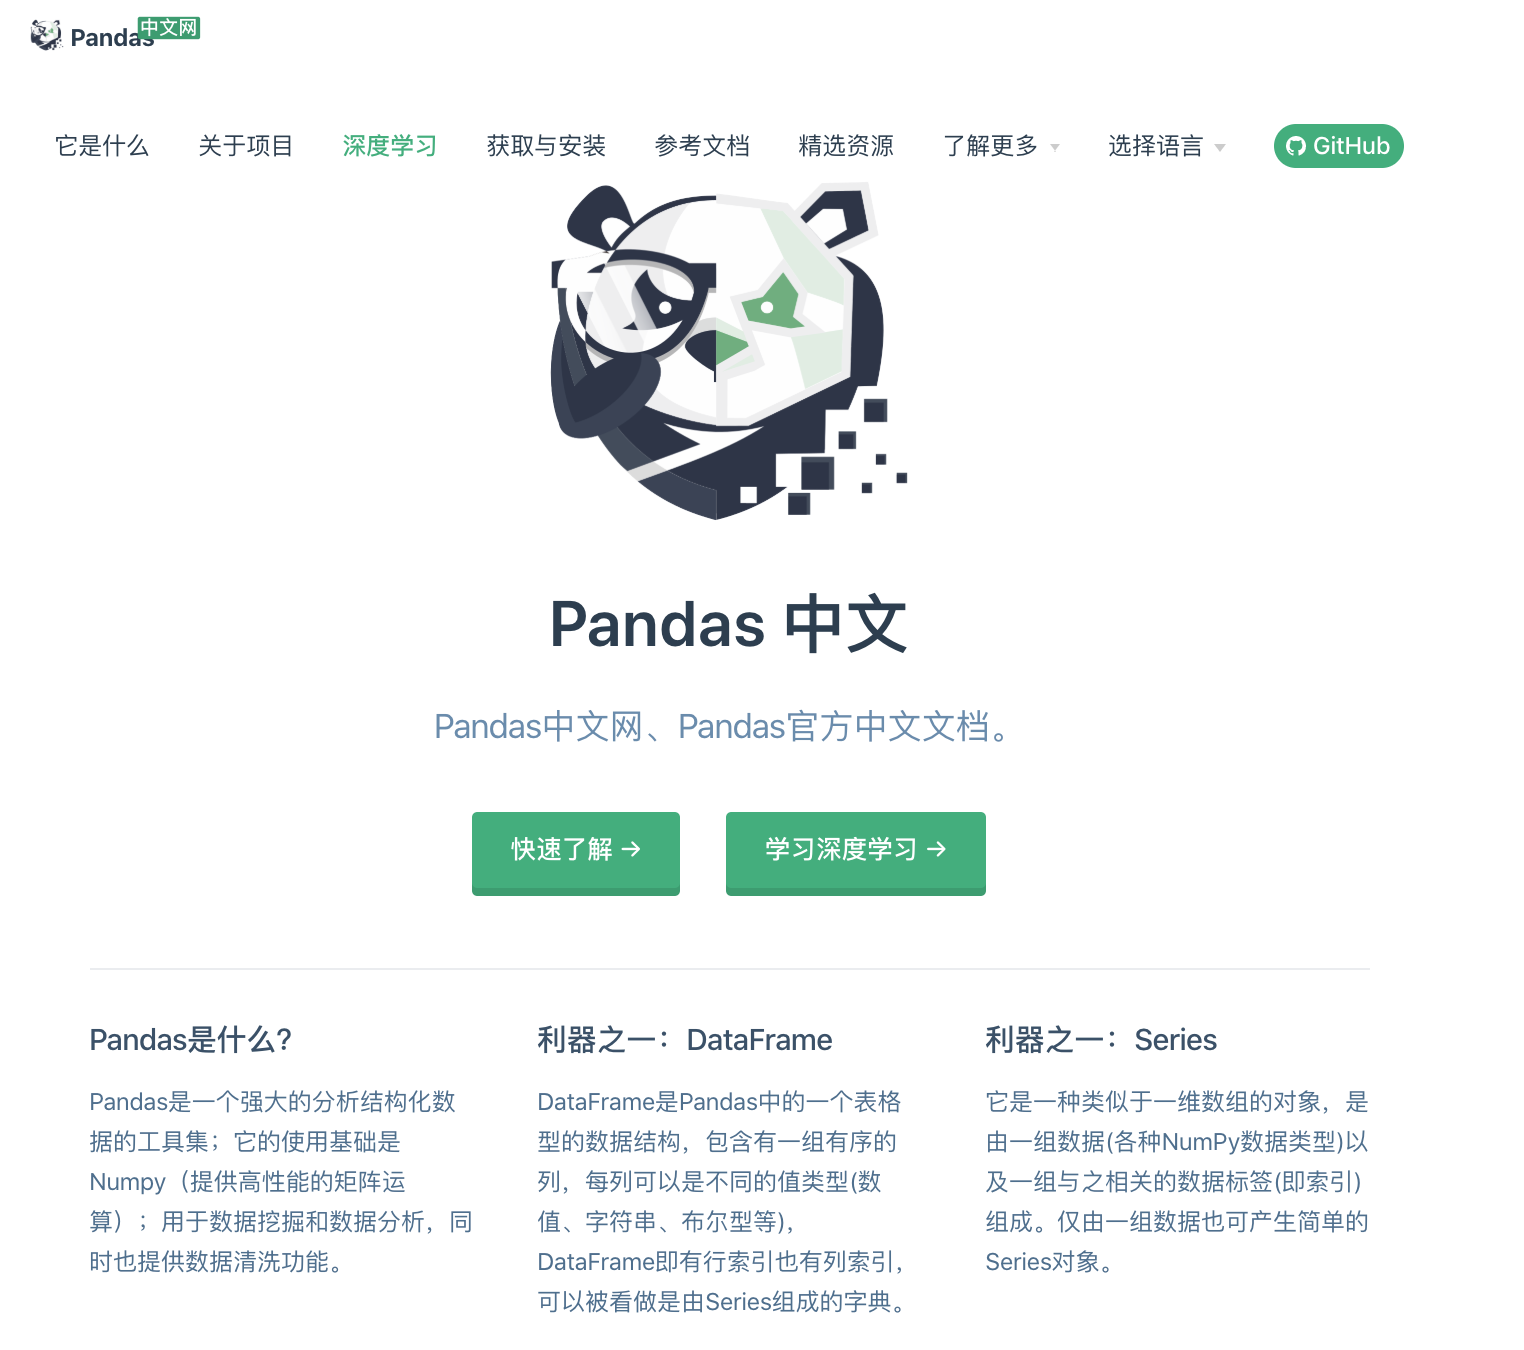 Pandas 中文网
它是什么 关于项目 深度学习 获取与安装 参考文档 精选资源 了解更多 选择语言 GitHub
Pandas 中文
Pandas中文网、Pandas官方中文文档。
快速了解 → 学习深度学习 →
Pandas是什么?
Pandas是一个强大的分析结构化数
据的工具集；它的使用基础是
Numpy（提供高性能的矩阵运
算）；用于数据挖掘和数据分析，同
时也提供数据清洗功能。
利器之一：DataFrame
DataFrame是Pandas中的一个表格
型的数据结构，包含有一组有序的
列，每列可以是不同的值类型(数
值、字符串、布尔型等)，
DataFrame即有行索引也有列索引，
可以被看做是由Series组成的字典。
利器之一：Series
它是一种类似于一维数组的对象，是
由一组数据(各种NumPy数据类型)以
及一组与之相关的数据标签(即索引)
组成。仅由一组数据也可产生简单的
Series对象。